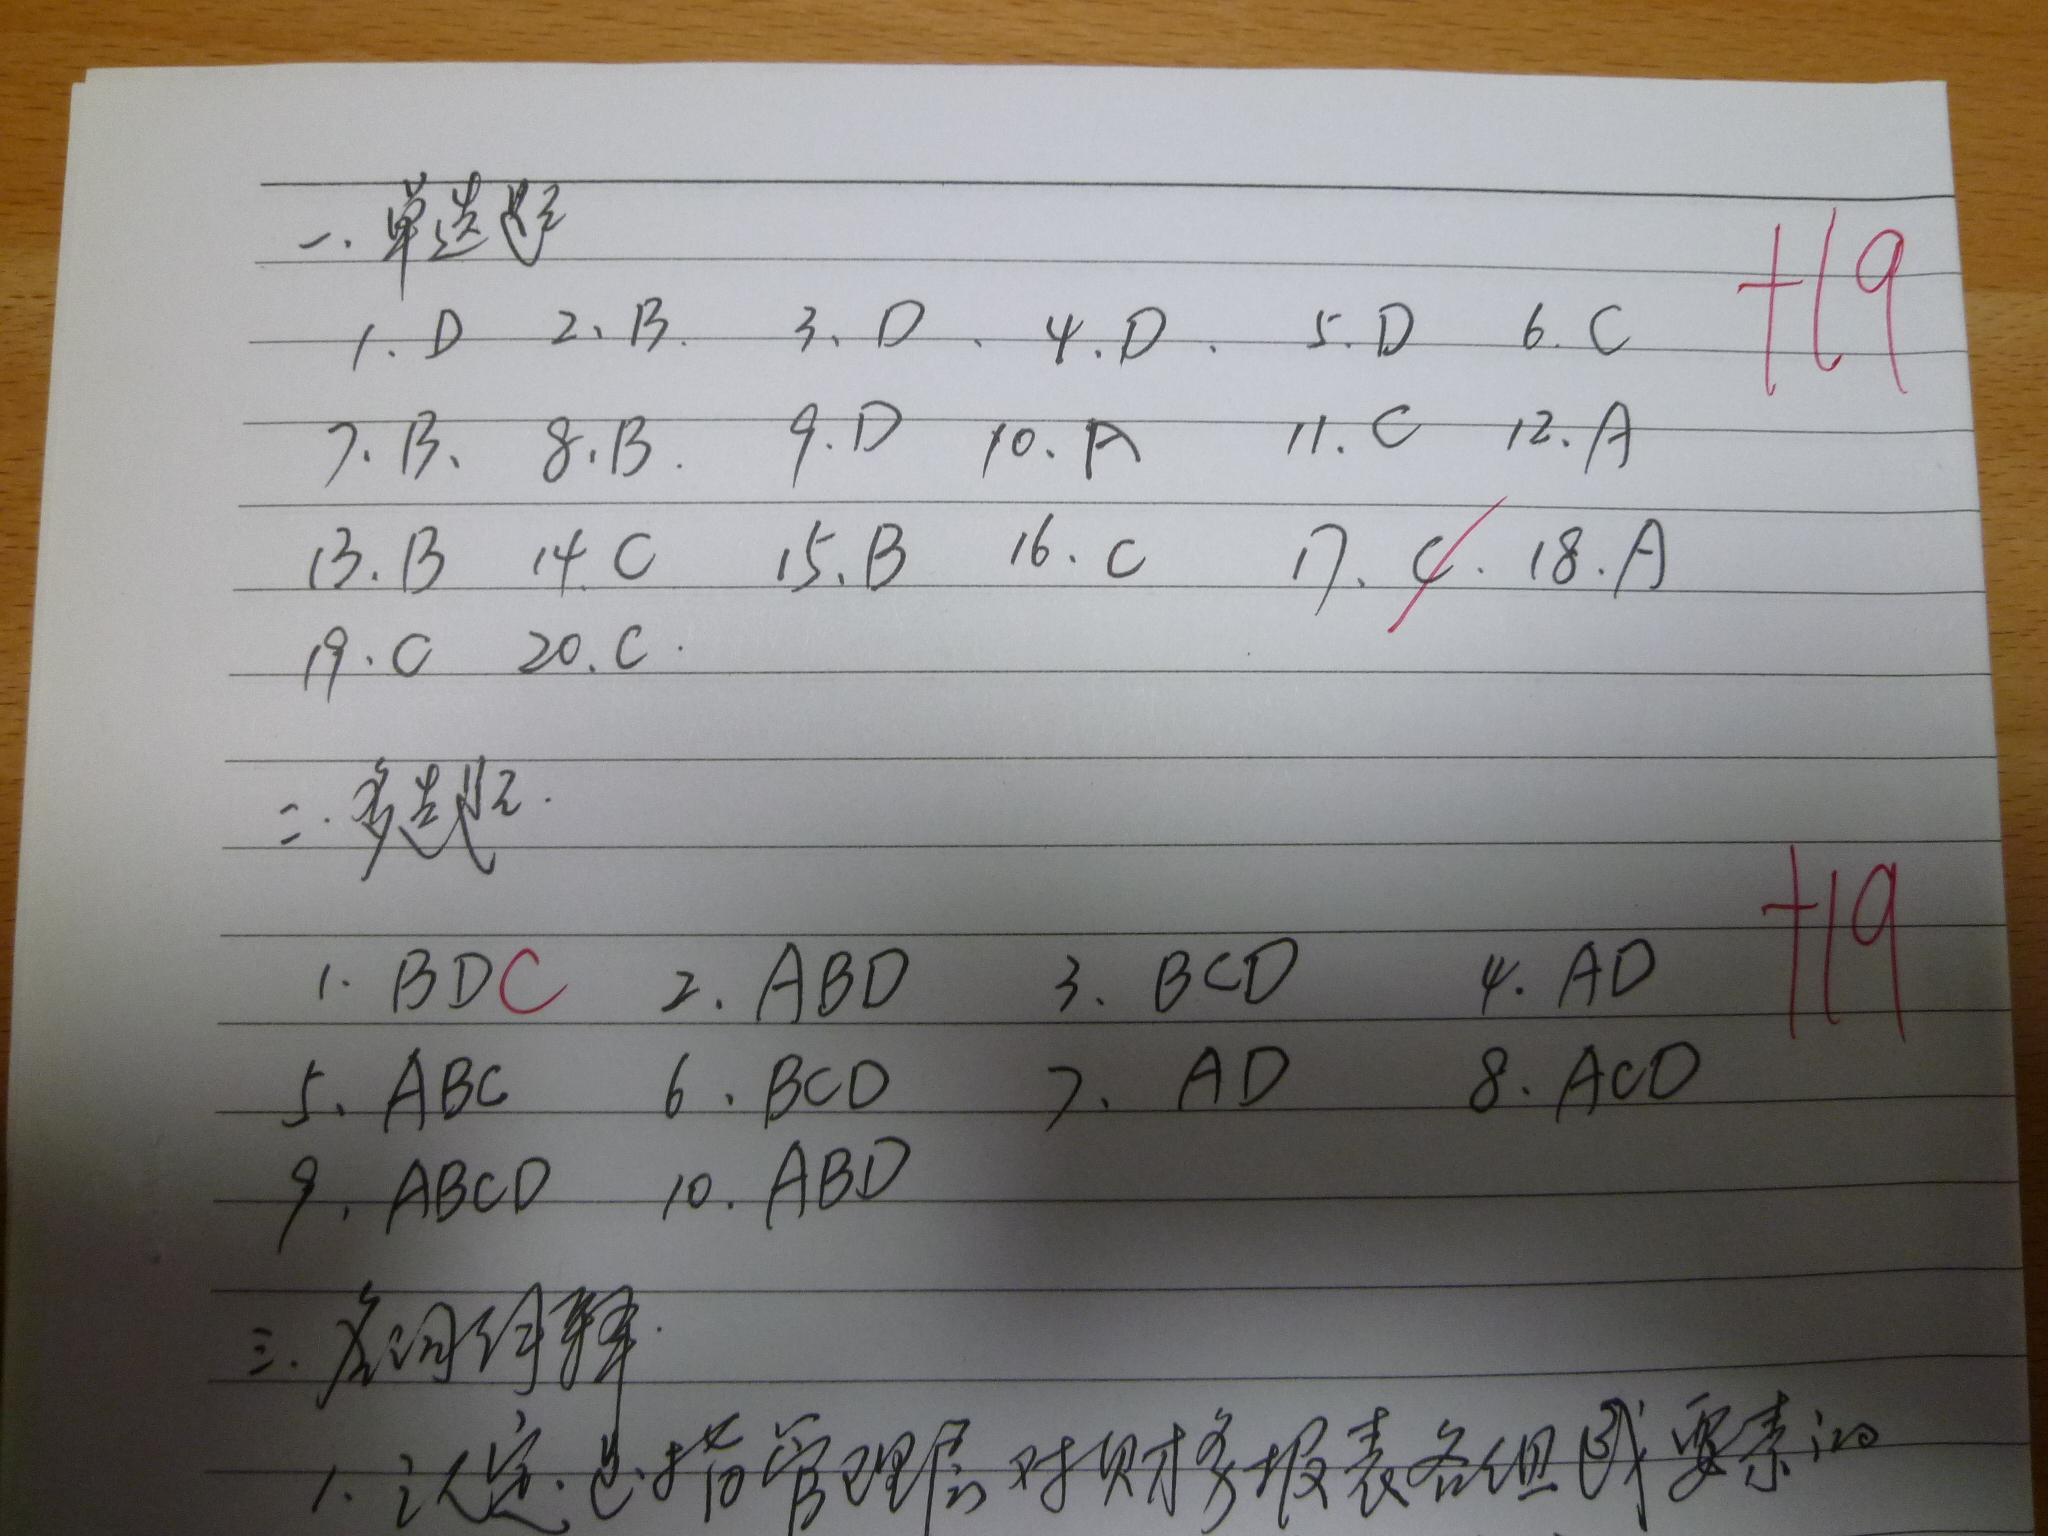 一.单选题
+19
1.D 2.B. 3.D. 4.D. 5.D 6.C
7.B. 8.B. 9.D 10.A 11.C 12.A
13.B 14.C 15.B 16.C 17.C. 18.A
19.C 20.C.
二.多选题.
+19
1.BDC 2.ABD 3.BCD 4.AD
5.ABC 6.BCD 7.AD 8.ACD
9.ABCD 10.ABD
三.名词解释.
1.认定:是指管理层对财务报表各组成要素的